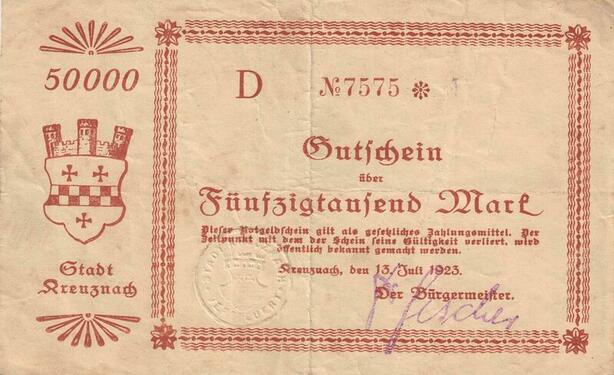 50000
D №7575 *
Gutschein
über
Fünfzigtausend Mark
Dieser Notgeldschein gilt als gesetzliches Zahlungsmittel. Der
Zeitpunkt mit dem der Schein seine Gültigkeit verliert, wird
öffentlich bekannt gemacht werden.
Kreuznach, den 13. Juli 1923.
Der Bürgermeister.
Stadt
Kreuznach